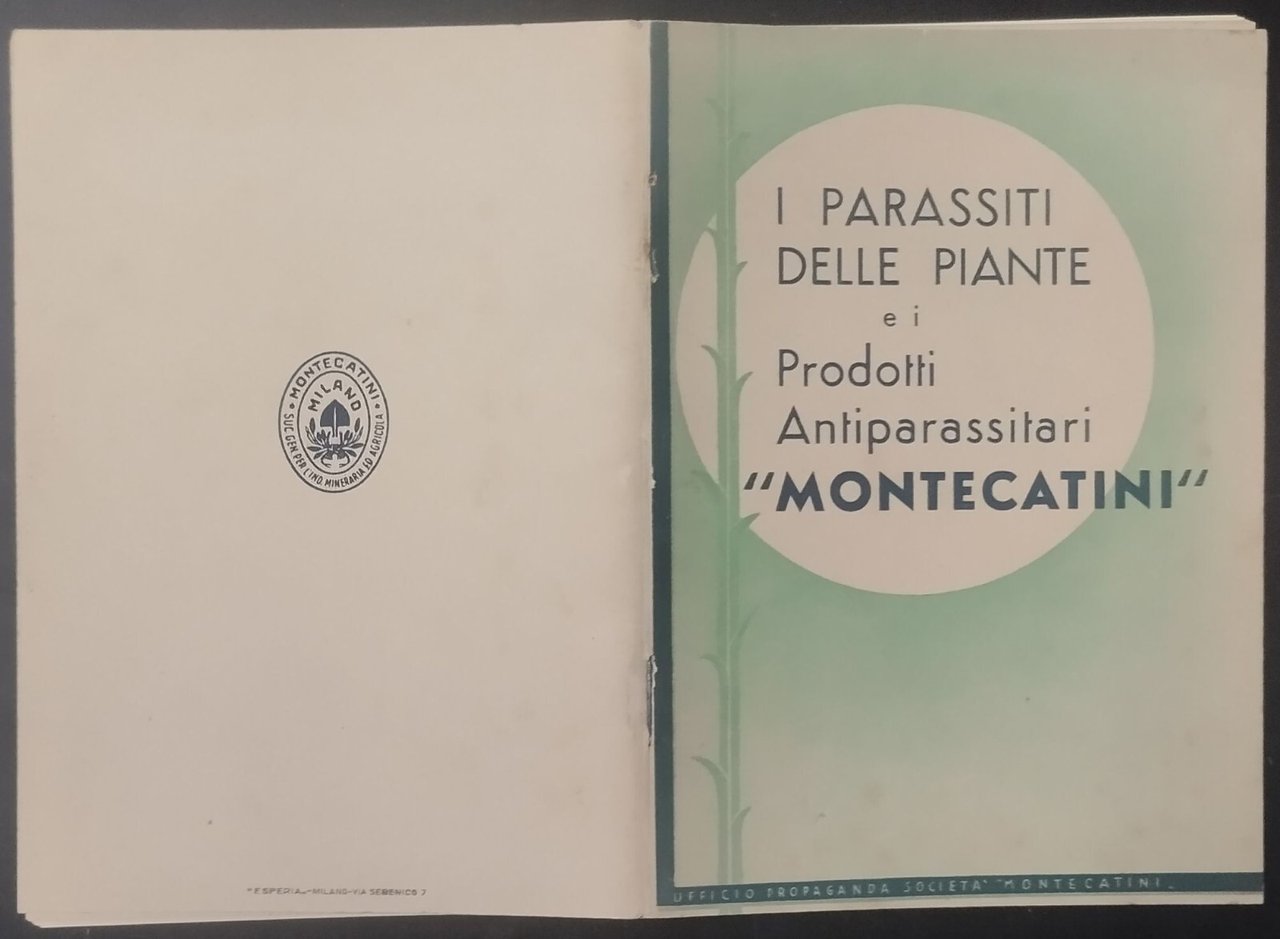 MONTECATINI
MILANO
SOC. GEN. PER L'IND. MINERARIA ED AGRICOLA
"ESPERIA" - MILANO - VIA SEBENICO 7
I PARASSITI
DELLE PIANTE
e i
Prodotti
Antiparassitari
"MONTECATINI"
UFFICIO PROPAGANDA SOCIETA' "MONTECATINI"